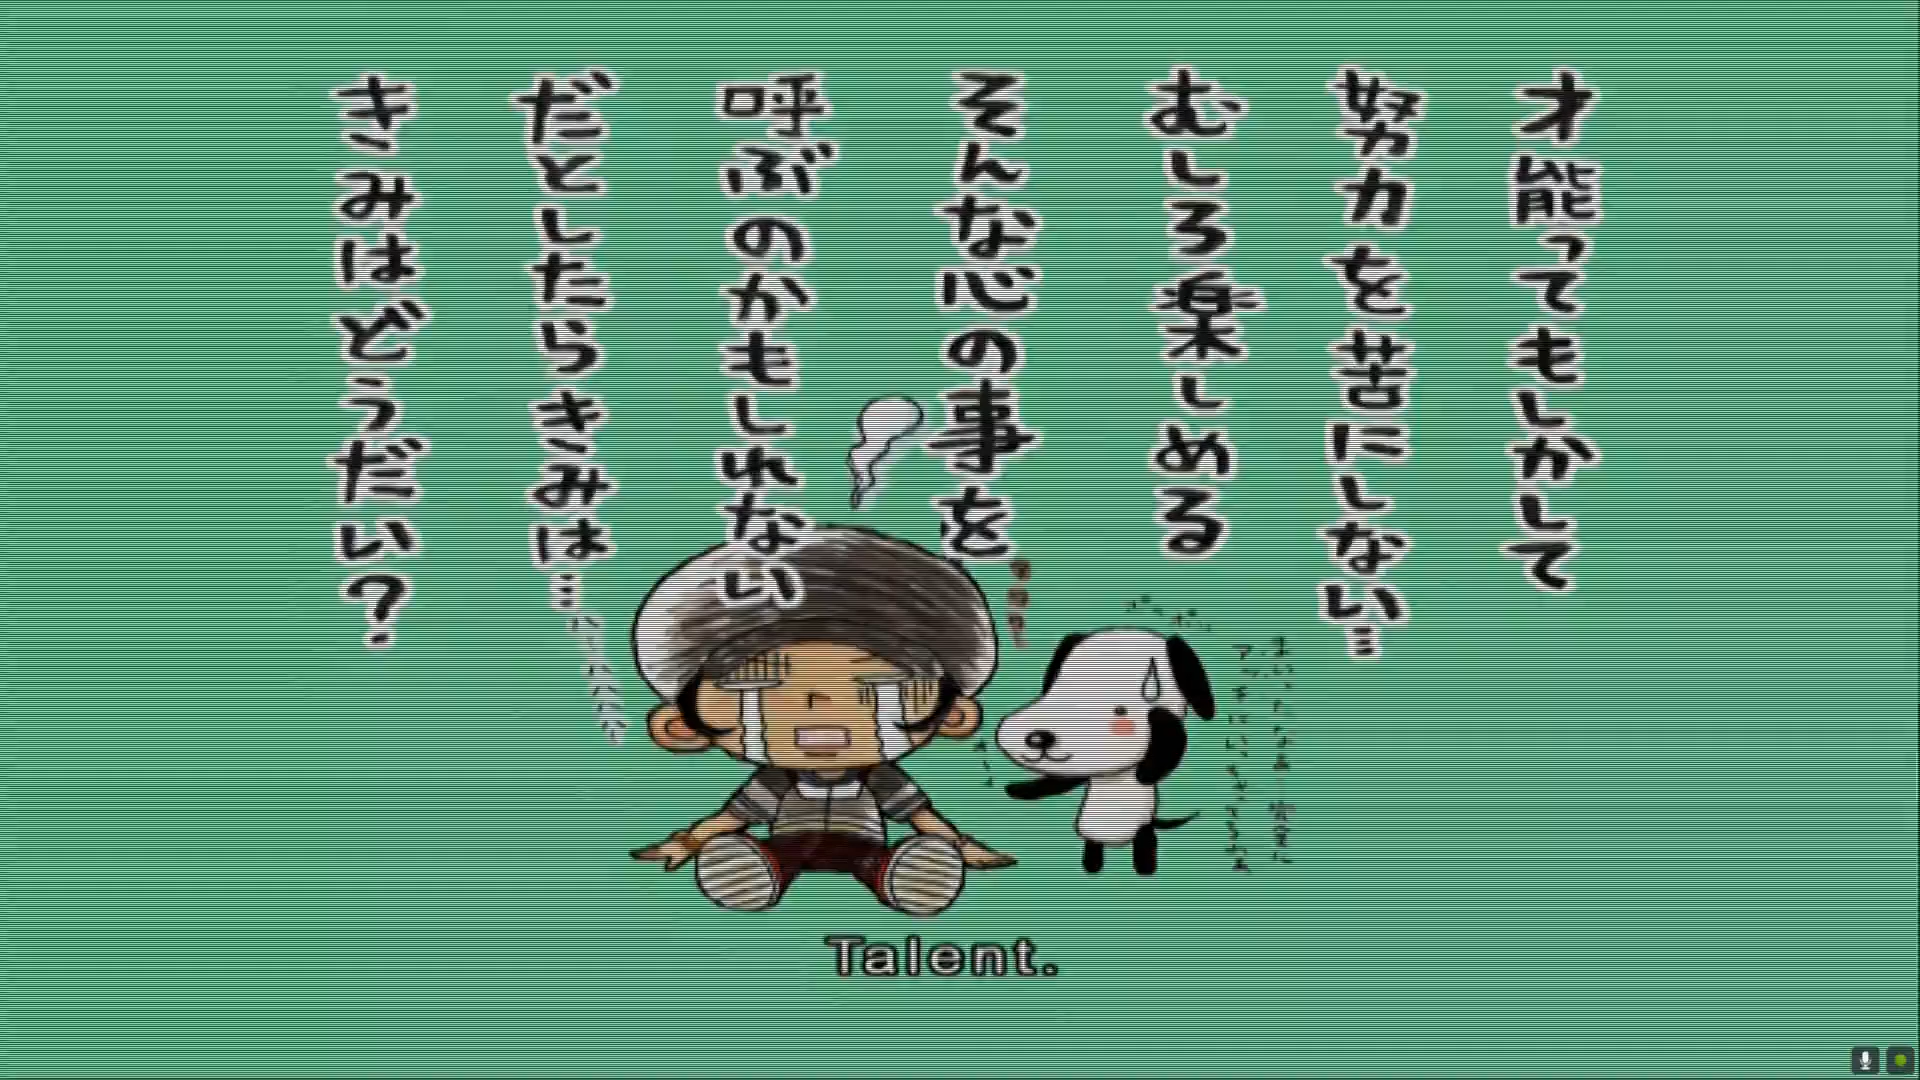 才能ってもしかして
努力を苦にしない…
むしろ楽しめる
そんな心の事を
呼ぶのかもしれない
だとしたらきみは…
きみはどうだい？
Talent.